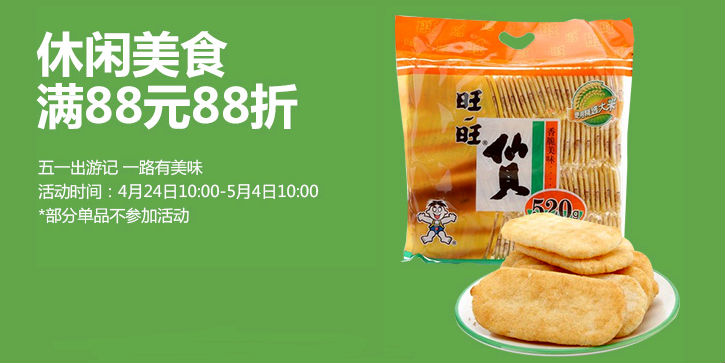 休闲美食
满88元88折
五一出游记 一路有美味
活动时间：4月24日10:00-5月4日10:00
*部分单品不参加活动
旺-旺
®
仙贝
香脆美味
520g
大米